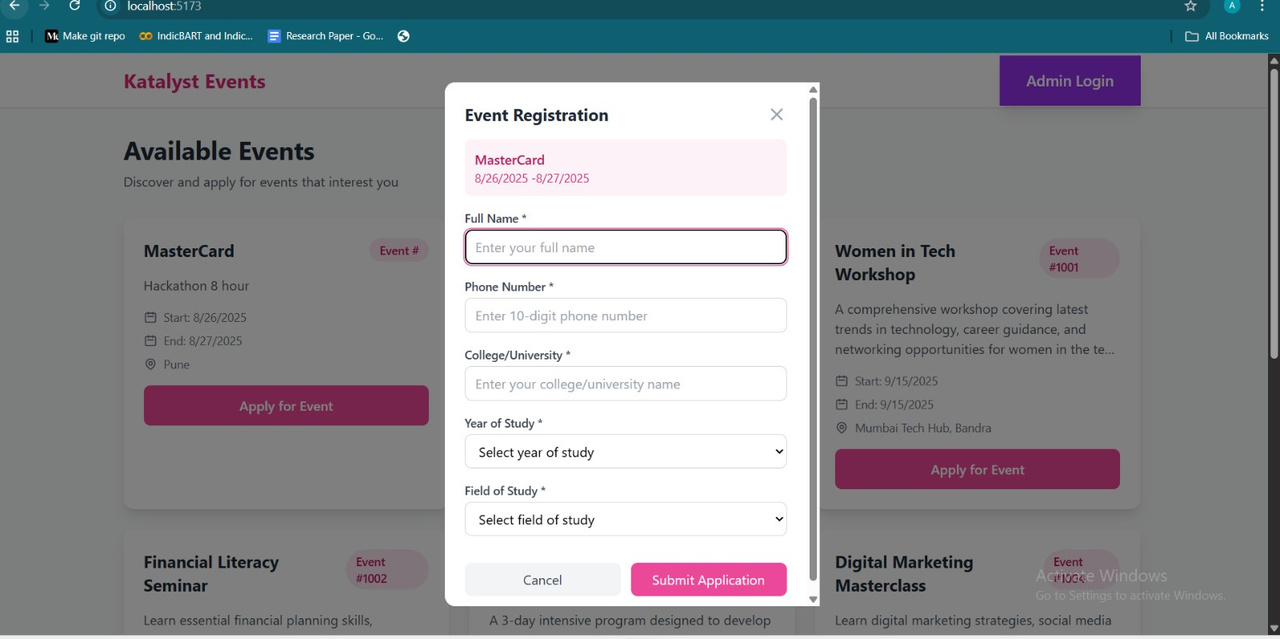 localhost:5173
Make git repo
IndicBART and Indic...
Research Paper - Go...
All Bookmarks
Katalyst Events
Admin Login
Available Events
Discover and apply for events that interest you
MasterCard
Event #
Hackathon 8 hour
Start: 8/26/2025
End: 8/27/2025
Pune
Apply for Event
Event Registration
MasterCard
8/26/2025 -8/27/2025
Full Name *
Enter your full name
Phone Number *
Enter 10-digit phone number
College/University *
Enter your college/university name
Year of Study *
Select year of study
Field of Study *
Select field of study
Cancel
Submit Application
Women in Tech
Workshop
Event
#1001
A comprehensive workshop covering latest
trends in technology, career guidance, and
networking opportunities for women in the te...
Start: 9/15/2025
End: 9/15/2025
Mumbai Tech Hub, Bandra
Apply for Event
Financial Literacy
Seminar
Event
#1002
Learn essential financial planning skills,
A 3-day intensive program designed to develop
Digital Marketing
Masterclass
Event
Learn digital marketing strategies, social media
Activate Windows
Go to Settings to activate Windows.